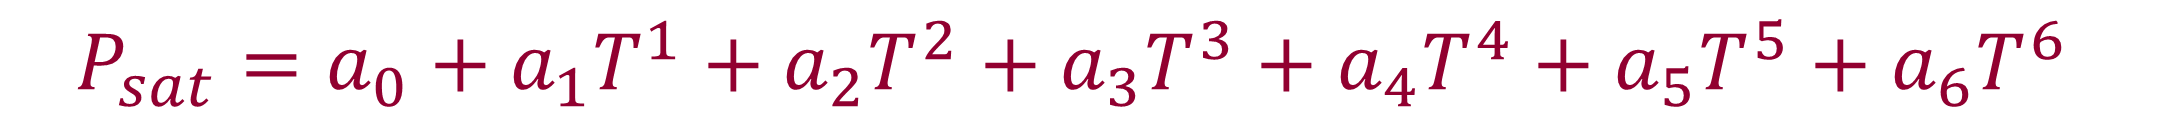 P_sat = a_0 + a_1T^1 + a_2T^2 + a_3T^3 + a_4T^4 + a_5T^5 + a_6T^6